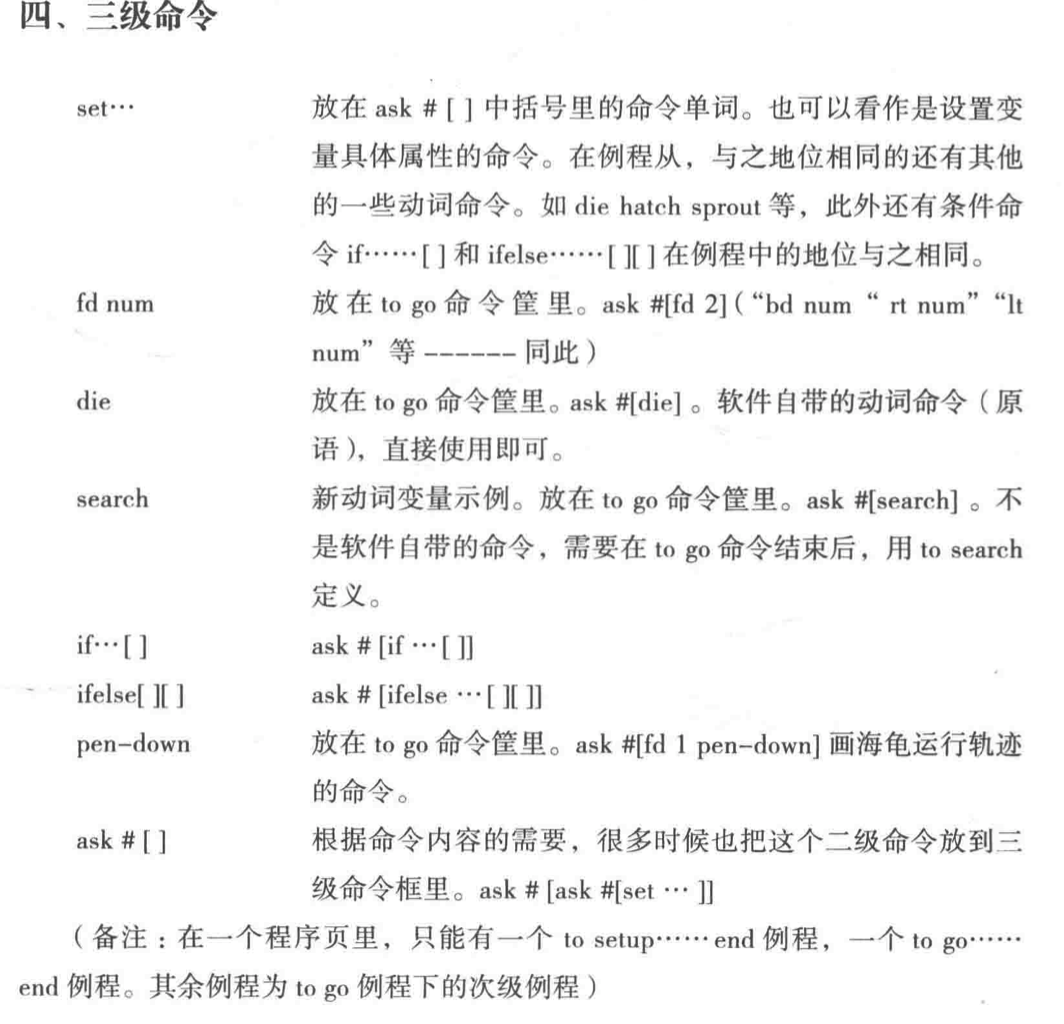 四、三级命令
set… 放在 ask # [ ] 中括号里的命令单词。也可以看作是设置变
量具体属性的命令。在例程从，与之地位相同的还有其他
的一些动词命令。如 die hatch sprout 等，此外还有条件命
令 if……[ ] 和 ifelse……[ ][ ] 在例程中的地位与之相同。
fd num 放在 to go 命令筐里。ask #[fd 2]（“bd num “ rt num” “lt
num” 等 ------ 同此）
die 放在 to go 命令筐里。ask #[die] 。软件自带的动词命令（原
语），直接使用即可。
search 新动词变量示例。放在 to go 命令筐里。ask #[search] 。不
是软件自带的命令，需要在 to go 命令结束后，用 to search
定义。
if…[ ] ask # [if …[ ]]
ifelse[ ][ ] ask # [ifelse …[ ][ ]]
pen-down 放在 to go 命令筐里。ask #[fd 1 pen-down] 画海龟运行轨迹
的命令。
ask # [ ] 根据命令内容的需要，很多时候也把这个二级命令放到三
级命令框里。ask # [ask #[set … ]]
（备注：在一个程序页里，只能有一个 to setup……end 例程，一个 to go……
end 例程。其余例程为 to go 例程下的次级例程）